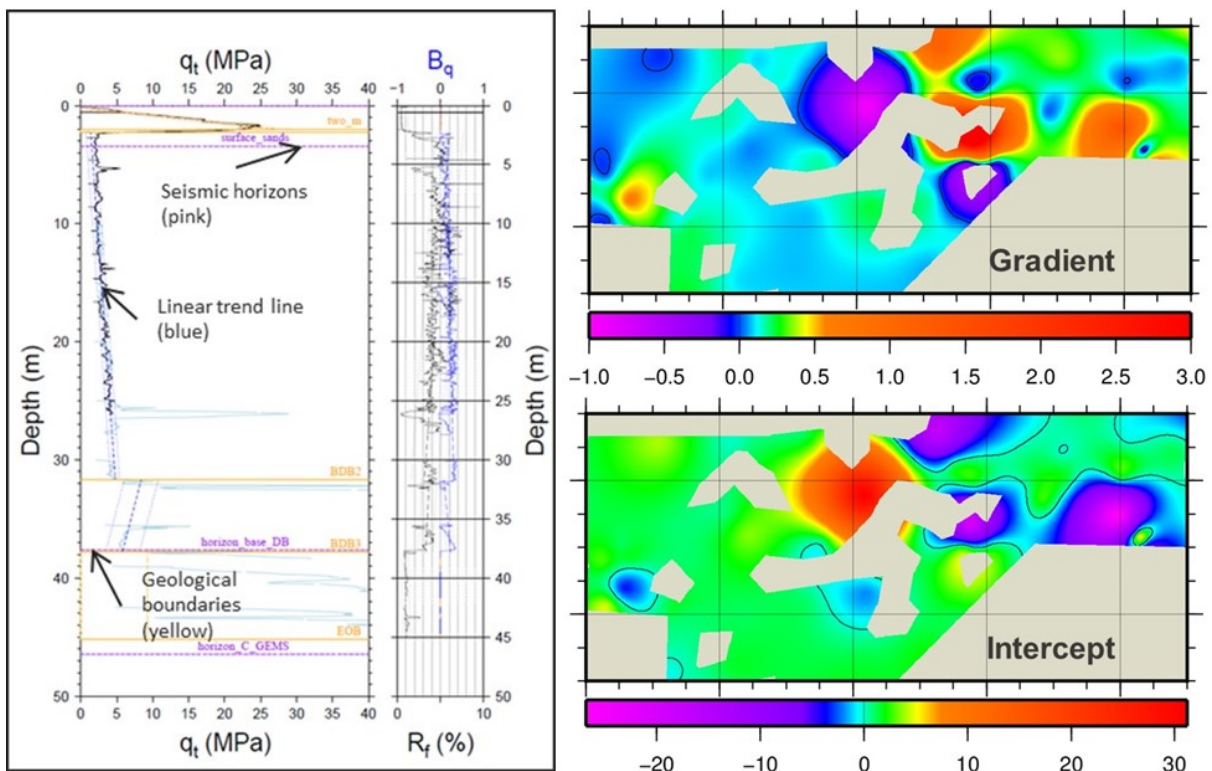 qt (MPa)
0 5 10 15 20 25 30 35 40
Bq
−1 0 1
0
10
20
30
40
50
Depth (m)
two_m
surface_sands
Seismic horizons
(pink)
Linear trend line
(blue)
BDB2
horizon_base_DB
BDB3
Geological
boundaries
(yellow)
EOB
horizon_C_GEMS
0 5 10 15 20 25 30 35 40
qt (MPa)
0
5
10
15
20
25
30
35
40
45
50
Depth (m)
0 10
Rf (%)
Gradient
−1.0 −0.5 0.0 0.5 1.0 1.5 2.0 2.5 3.0
Intercept
−20 −10 0 10 20 30